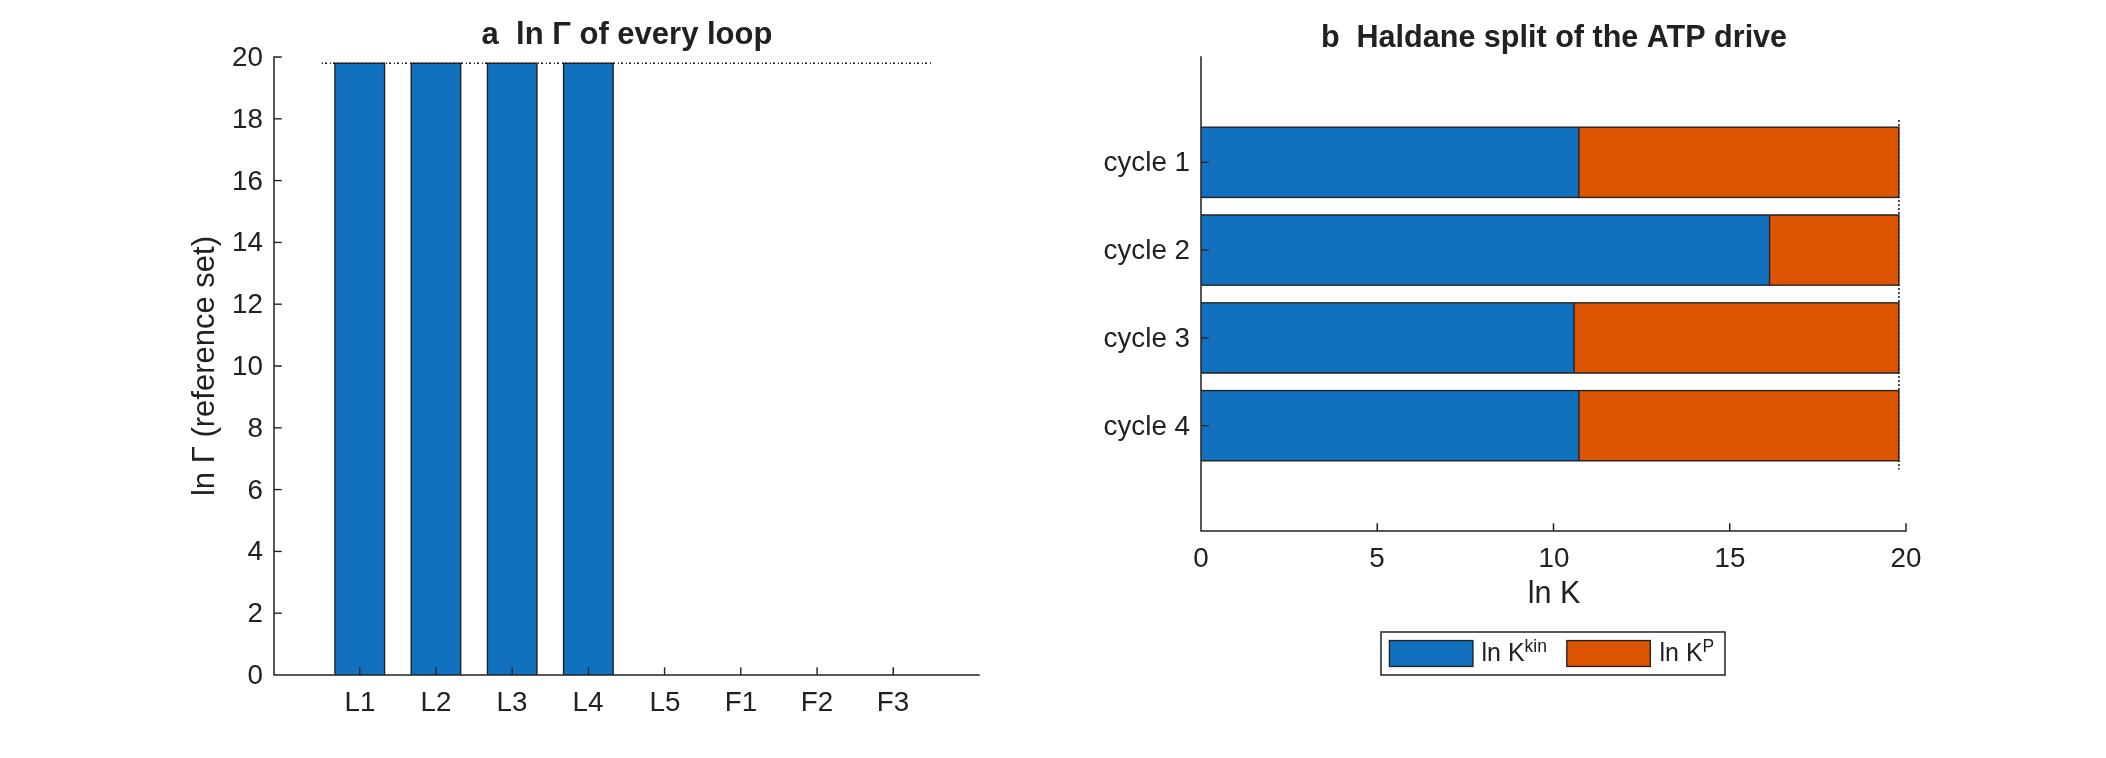 a  ln Γ of every loop
20
18
16
14
12
10
8
6
4
2
0
ln Γ (reference set)
L1 L2 L3 L4 L5 F1 F2 F3
b  Haldane split of the ATP drive
cycle 1
cycle 2
cycle 3
cycle 4
0 5 10 15 20
ln K
ln K^kin ln K^P